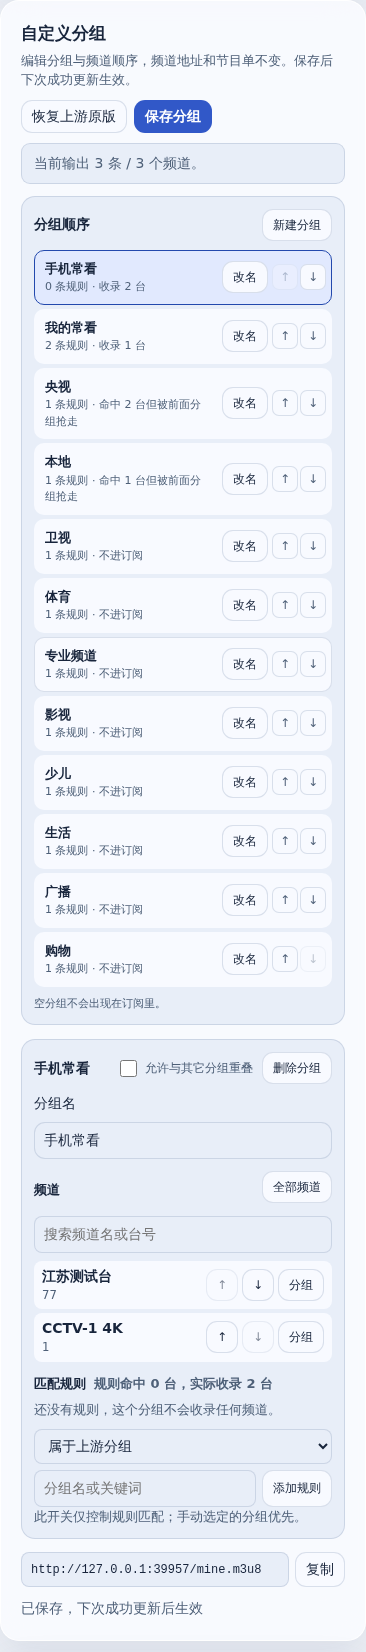 自定义分组
编辑分组与频道顺序，频道地址和节目单不变。保存后
下次成功更新生效。
恢复上游原版 保存分组
当前输出 3 条 / 3 个频道。
分组顺序 新建分组
手机常看
0 条规则 · 收录 2 台
改名 ↑ ↓
我的常看
2 条规则 · 收录 1 台
改名 ↑ ↓
央视
1 条规则 · 命中 2 台但被前面分
组抢走
改名 ↑ ↓
本地
1 条规则 · 命中 1 台但被前面分
组抢走
改名 ↑ ↓
卫视
1 条规则 · 不进订阅
改名 ↑ ↓
体育
1 条规则 · 不进订阅
改名 ↑ ↓
专业频道
1 条规则 · 不进订阅
改名 ↑ ↓
影视
1 条规则 · 不进订阅
改名 ↑ ↓
少儿
1 条规则 · 不进订阅
改名 ↑ ↓
生活
1 条规则 · 不进订阅
改名 ↑ ↓
广播
1 条规则 · 不进订阅
改名 ↑ ↓
购物
1 条规则 · 不进订阅
改名 ↑ ↓
空分组不会出现在订阅里。
手机常看 允许与其它分组重叠 删除分组
分组名
手机常看
频道 全部频道
搜索频道名或台号
江苏测试台
77
↑ ↓ 分组
CCTV-1 4K
1
↑ ↓ 分组
匹配规则 规则命中 0 台，实际收录 2 台
还没有规则，这个分组不会收录任何频道。
属于上游分组
分组名或关键词 添加规则
此开关仅控制规则匹配；手动选定的分组优先。
http://127.0.0.1:39957/mine.m3u8 复制
已保存，下次成功更新后生效